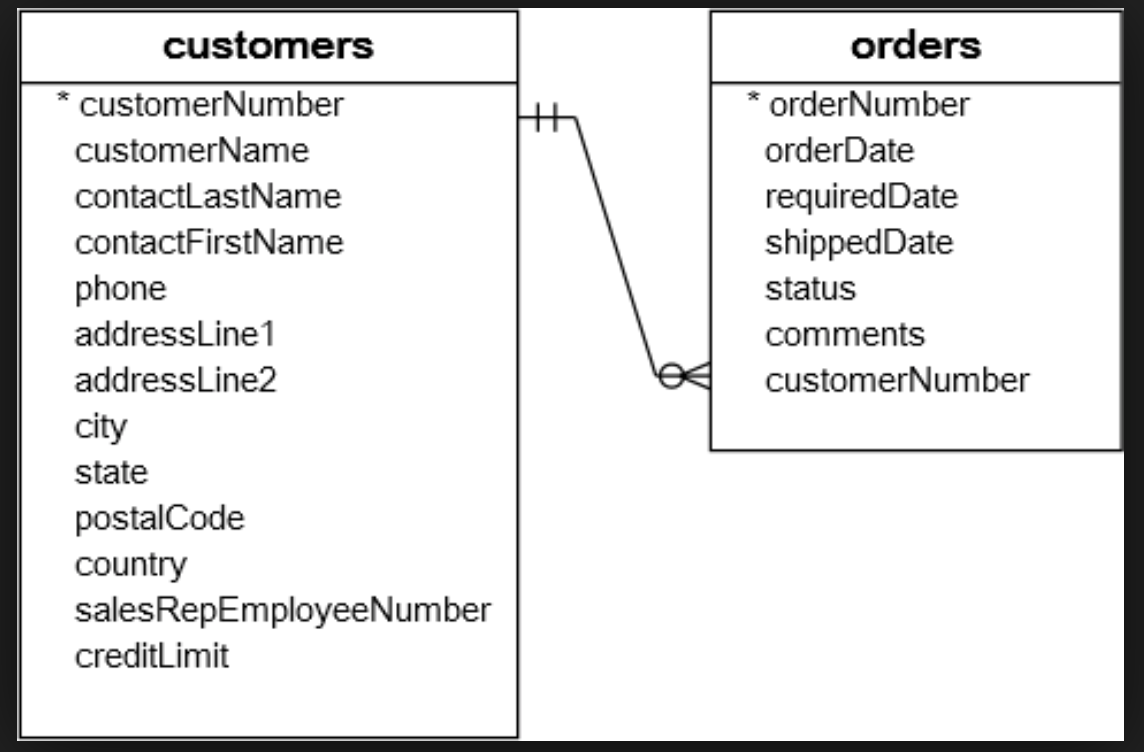 customers
* customerNumber
customerName
contactLastName
contactFirstName
phone
addressLine1
addressLine2
city
state
postalCode
country
salesRepEmployeeNumber
creditLimit
orders
* orderNumber
orderDate
requiredDate
shippedDate
status
comments
customerNumber